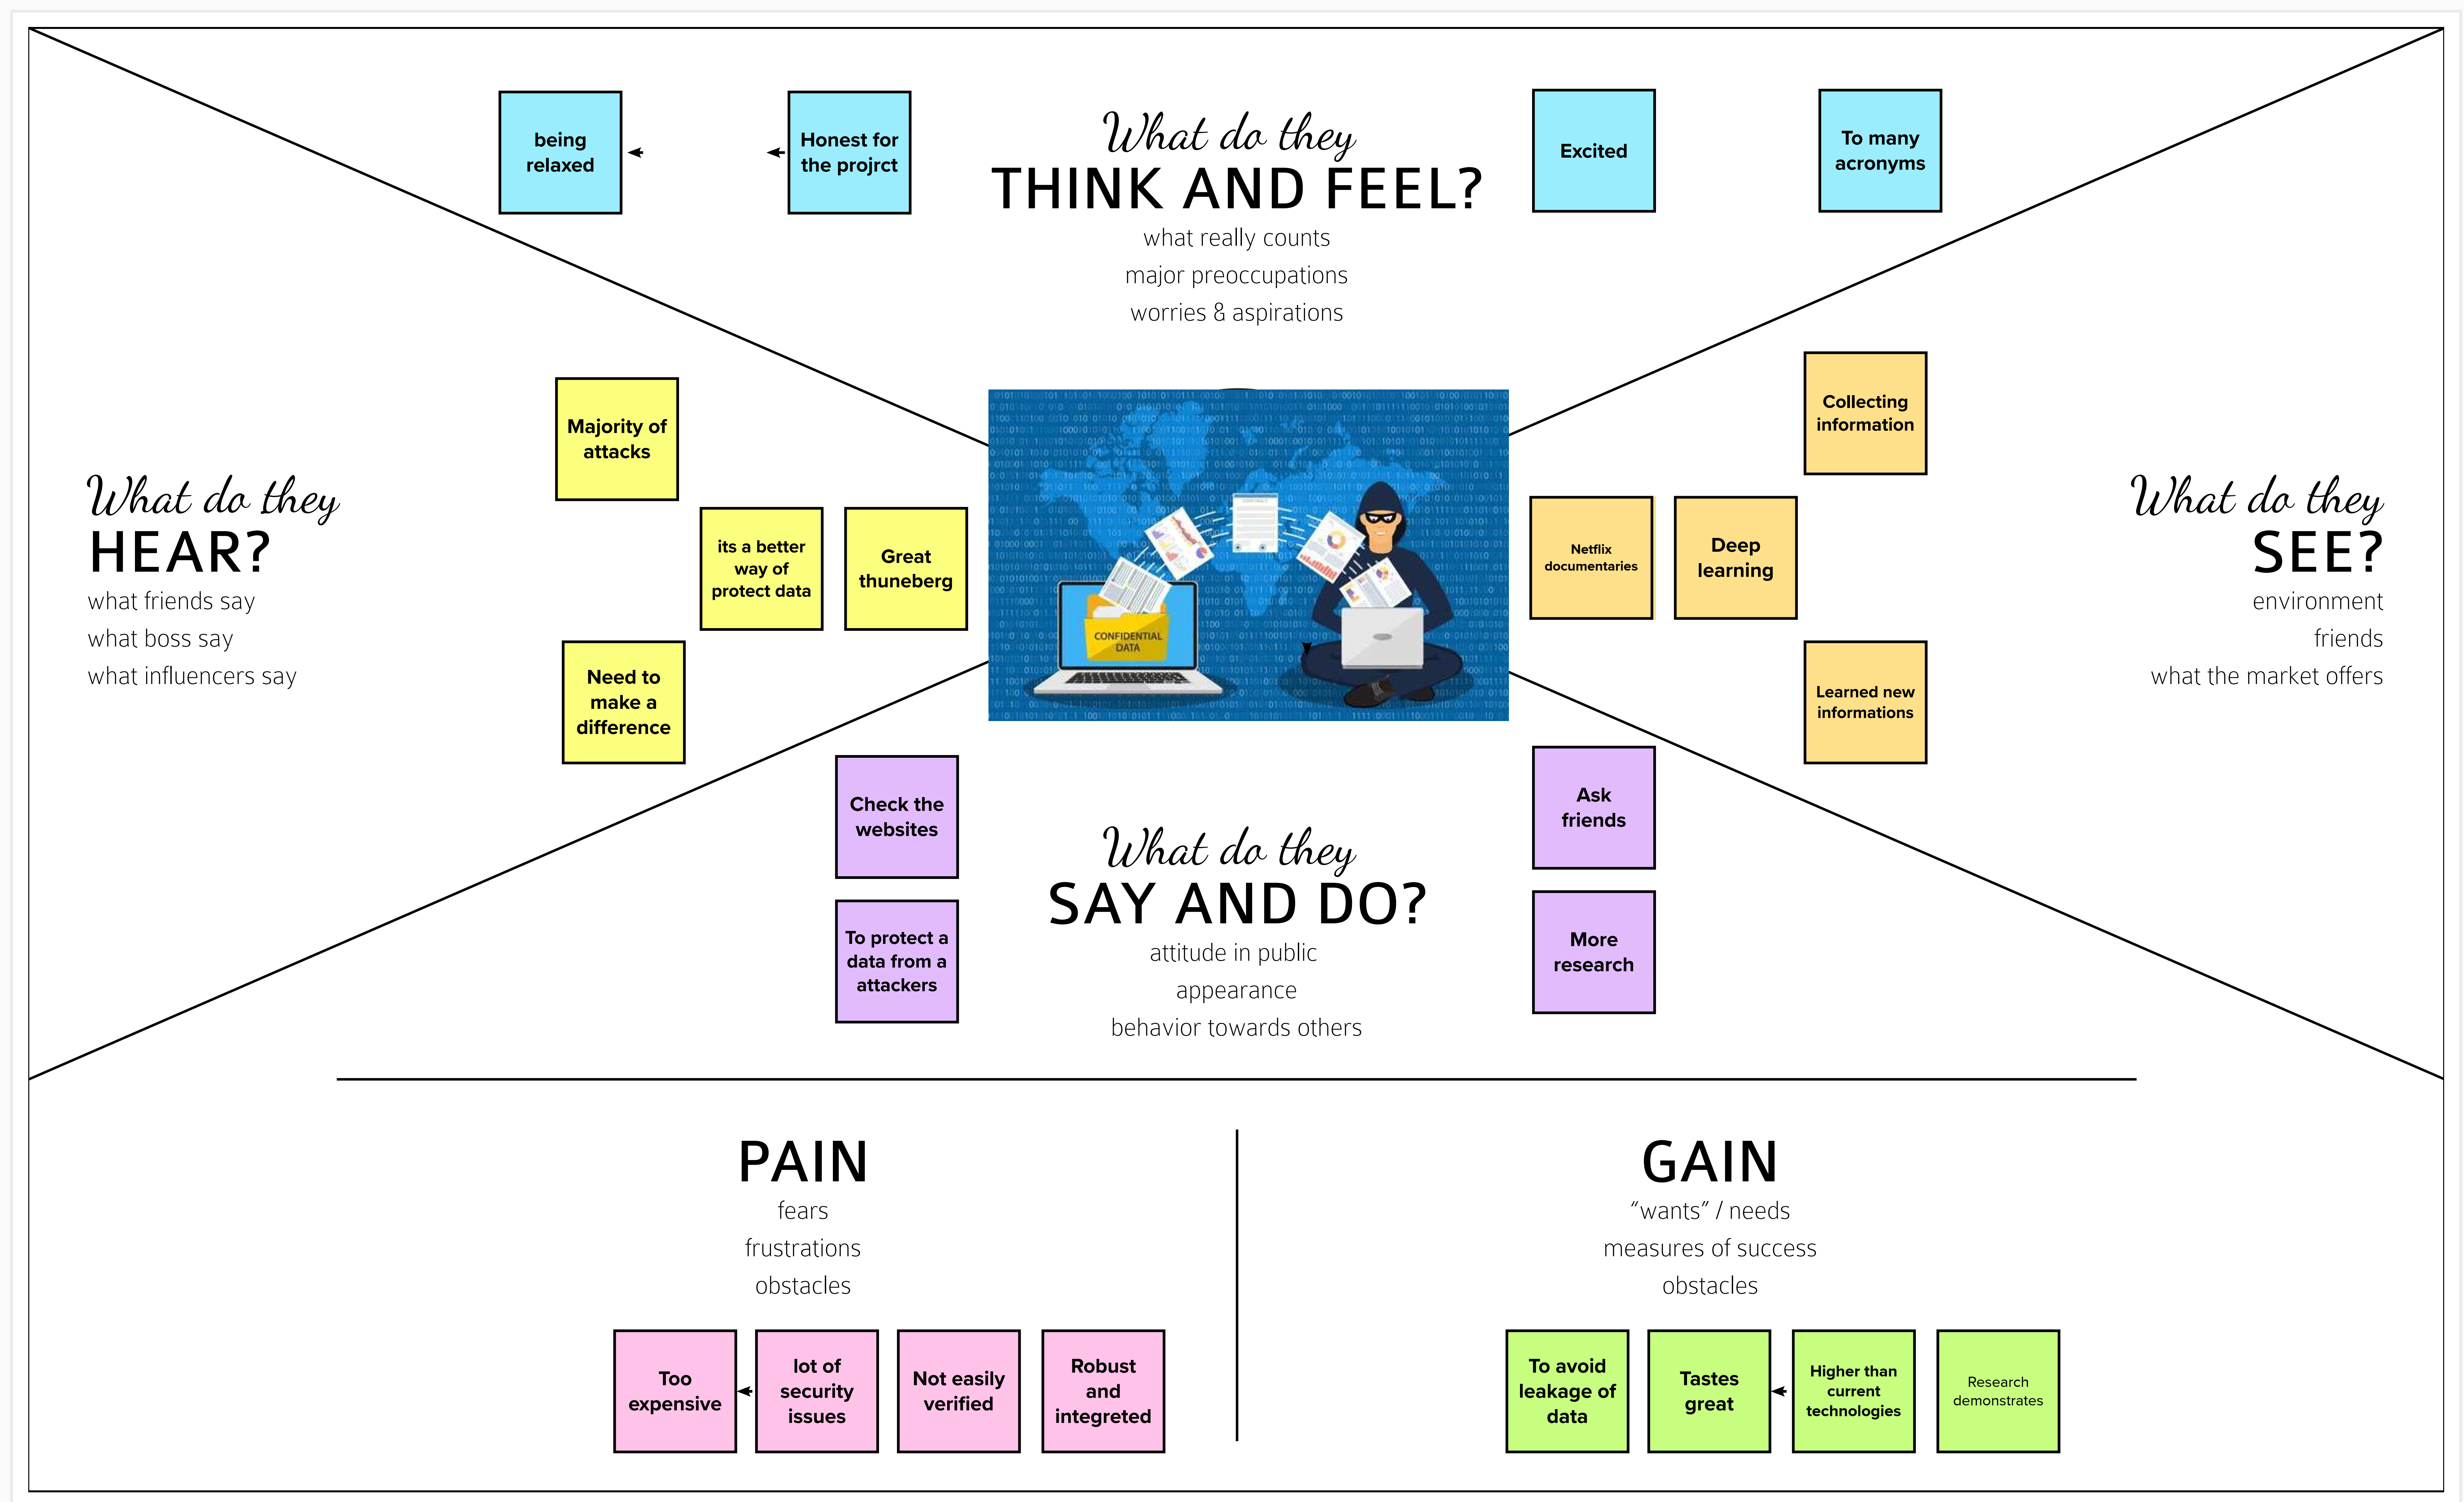 being
relaxed
Honest for
the projrct
What do they
THINK AND FEEL?
what really counts
major preoccupations
worries & aspirations
Excited
To many
acronyms
What do they
HEAR?
what friends say
what boss say
what influencers say
Majority of
attacks
its a better
way of
protect data
Great
thuneberg
Need to
make a
difference
CONFIDENTIAL
DATA
Collecting
information
Netflix
documentaries
Deep
learning
Learned new
informations
What do they
SEE?
environment
friends
what the market offers
Check the
websites
To protect a
data from a
attackers
What do they
SAY AND DO?
attitude in public
appearance
behavior towards others
Ask
friends
More
research
PAIN
fears
frustrations
obstacles
Too
expensive
lot of
security
issues
Not easily
verified
Robust
and
integreted
GAIN
“wants” / needs
measures of success
obstacles
To avoid
leakage of
data
Tastes
great
Higher than
current
technologies
Research
demonstrates